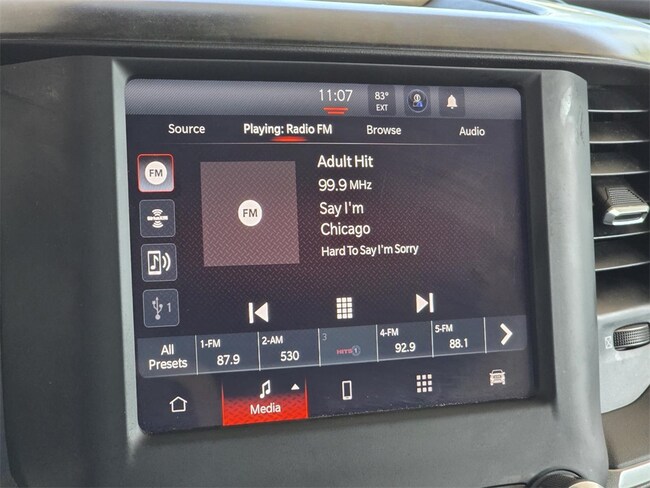 11:07 83° EXT
Source Playing: Radio FM Browse Audio
FM
FM
Adult Hit
99.9 MHz
Say I'm
Chicago
Hard To Say I'm Sorry
1
All Presets
1-FM 87.9
2-AM 530
3 HITS 1
4-FM 92.9
5-FM 88.1
Media